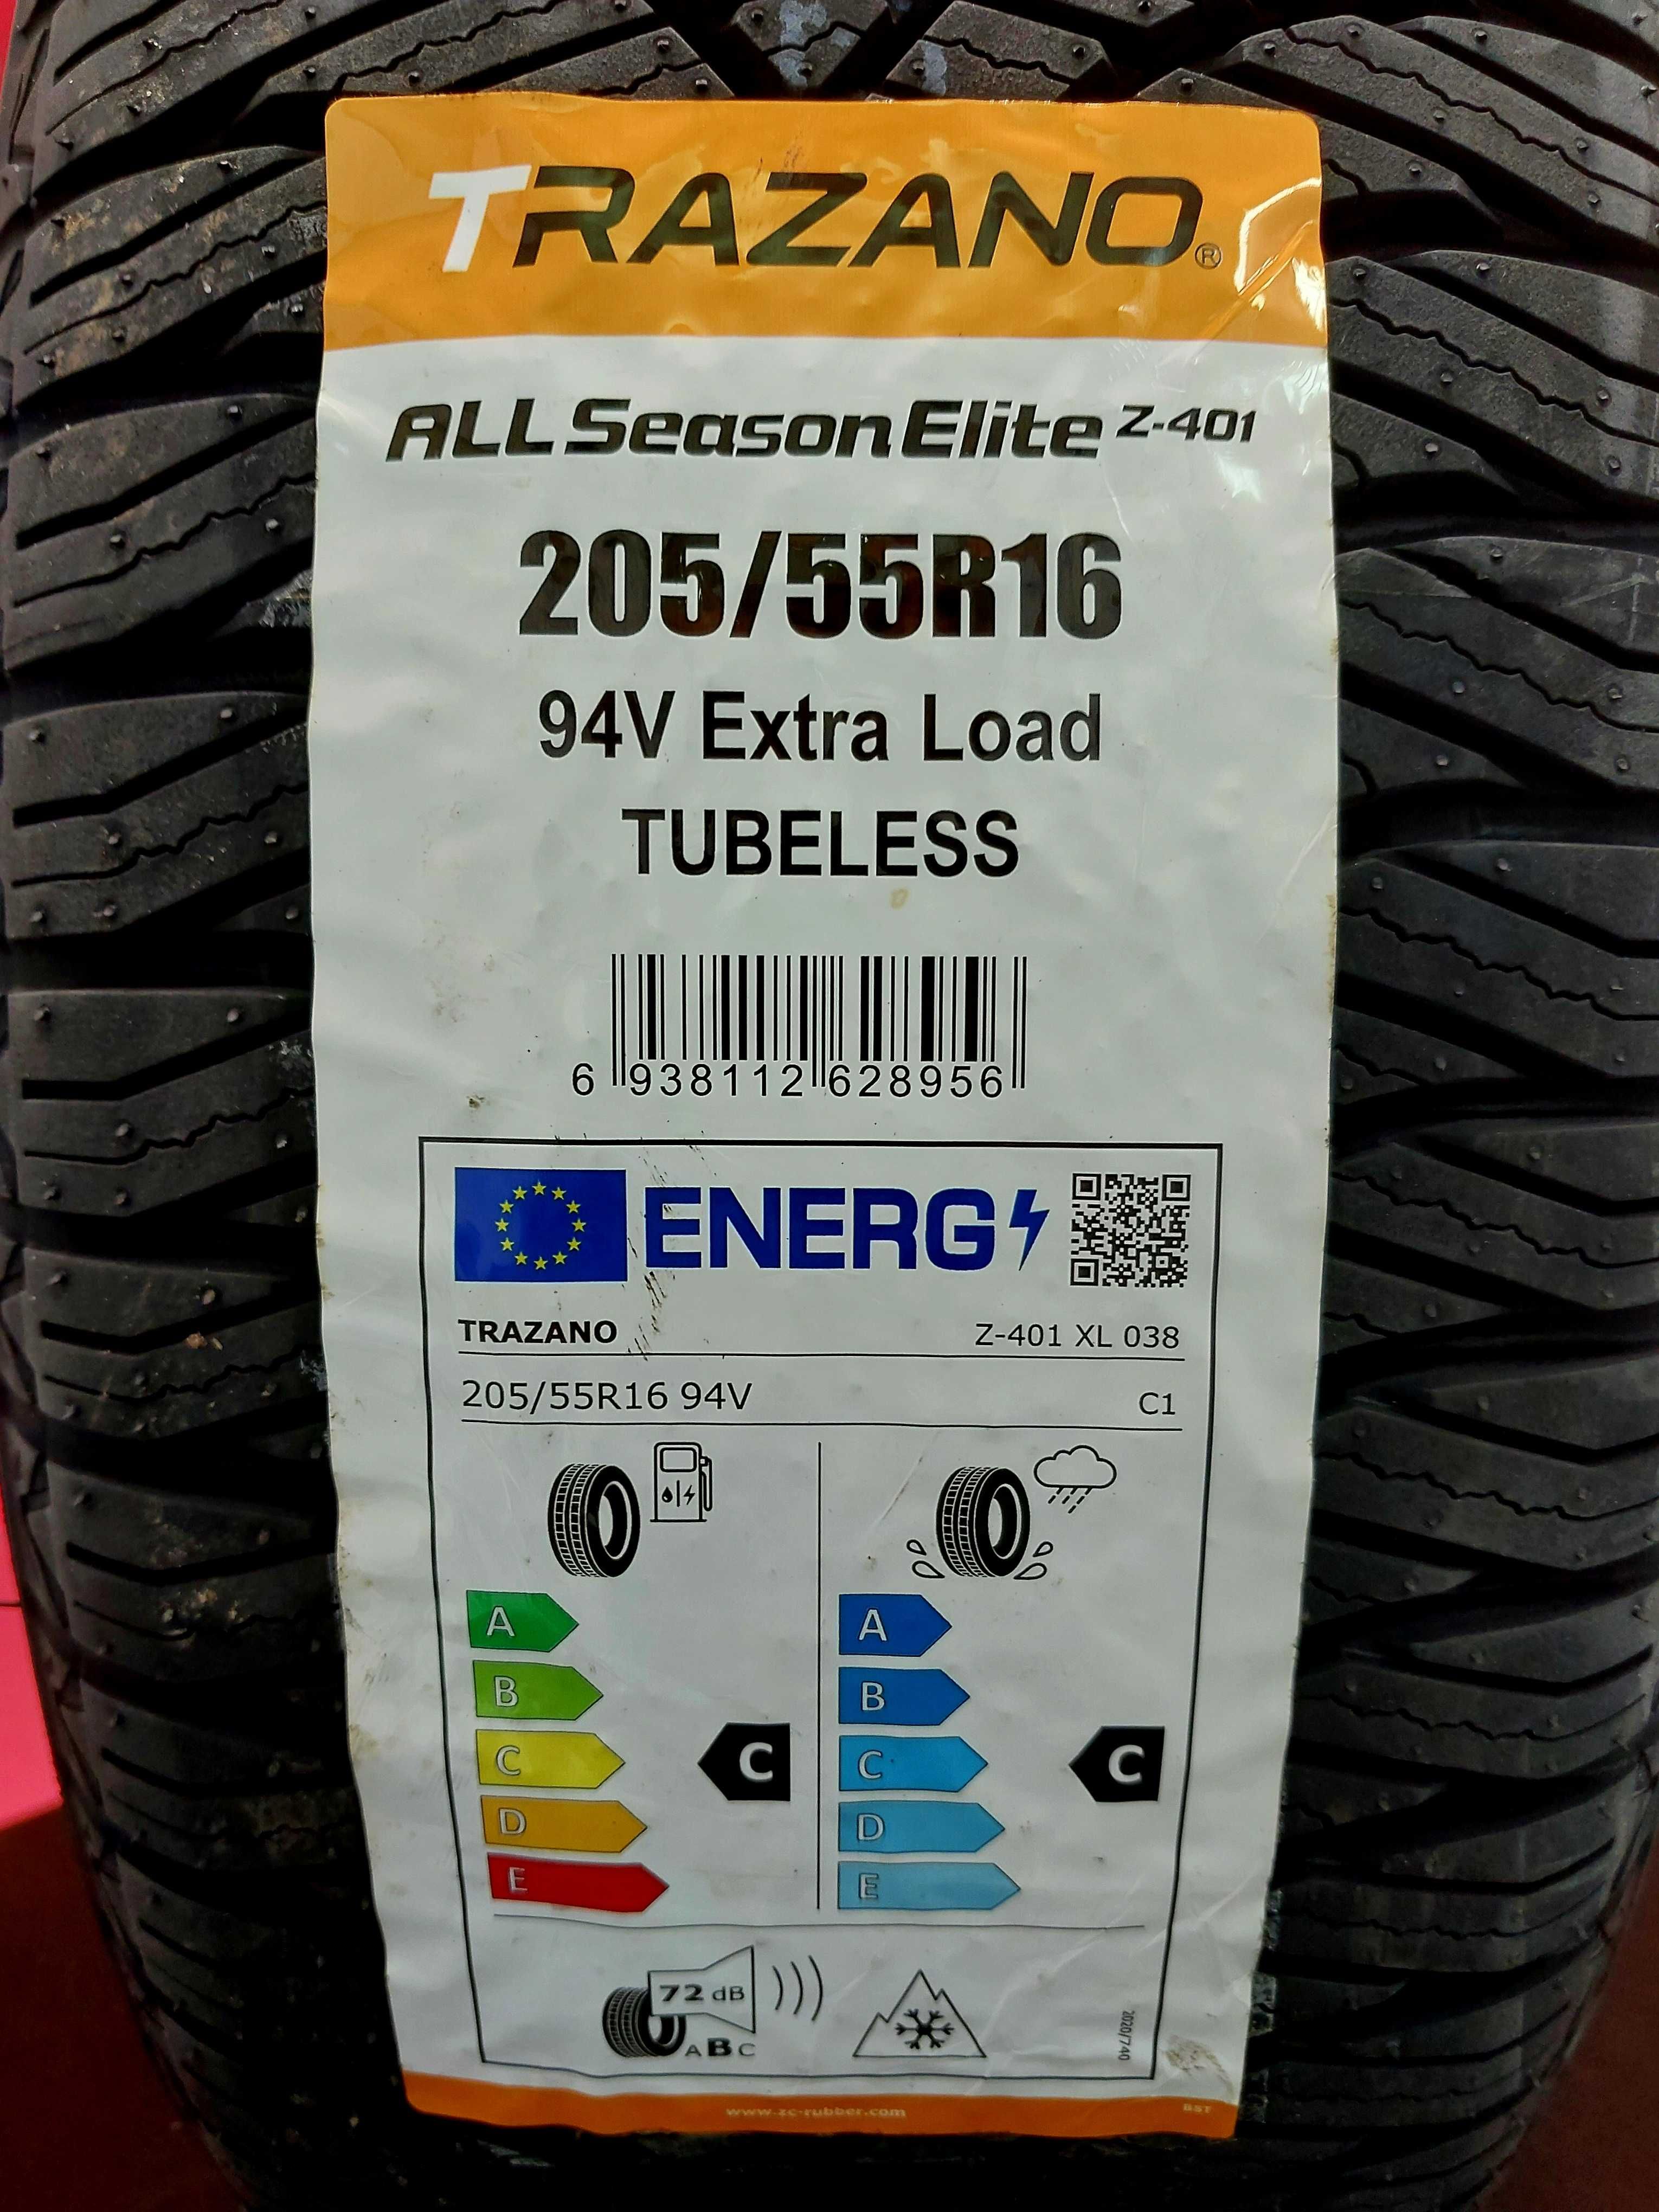 TRAZANO®
ALL Season Elite Z-401
205/55R16
94V Extra Load
TUBELESS
6 938112 628956
ENERG
TRAZANO Z-401 XL 038
205/55R16 94V C1
A A
B B
C C C C
D D
E E
72 dB
ABC
2020/740
www.zc-rubber.com BST